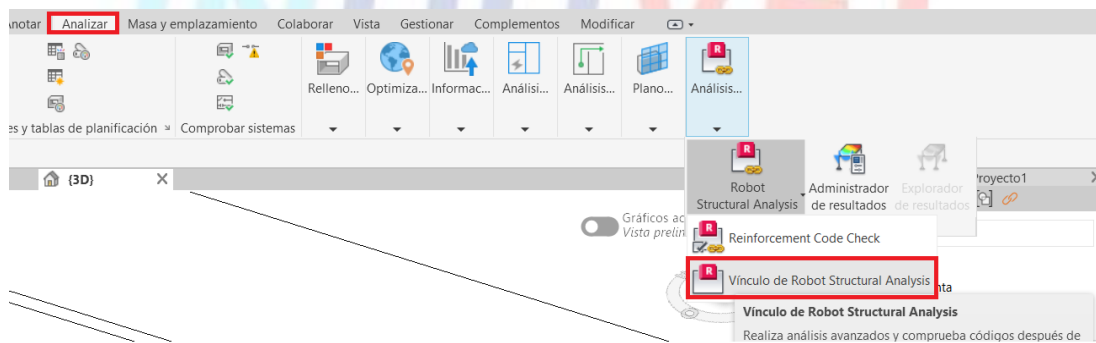 Anotar Analizar Masa y emplazamiento Colaborar Vista Gestionar Complementos Modificar
Relleno... Optimiza... Informac... Análisi... Análisis... Plano... Análisis...
es y tablas de planificación Comprobar sistemas
{3D}
Robot
Structural Analysis
Administrador
de resultados
Explorador
de resultados
Proyecto1
Gráficos ac
Vista prelin
Reinforcement Code Check
Vínculo de Robot Structural Analysis
nta
Vínculo de Robot Structural Analysis
Realiza análisis avanzados y comprueba códigos después de